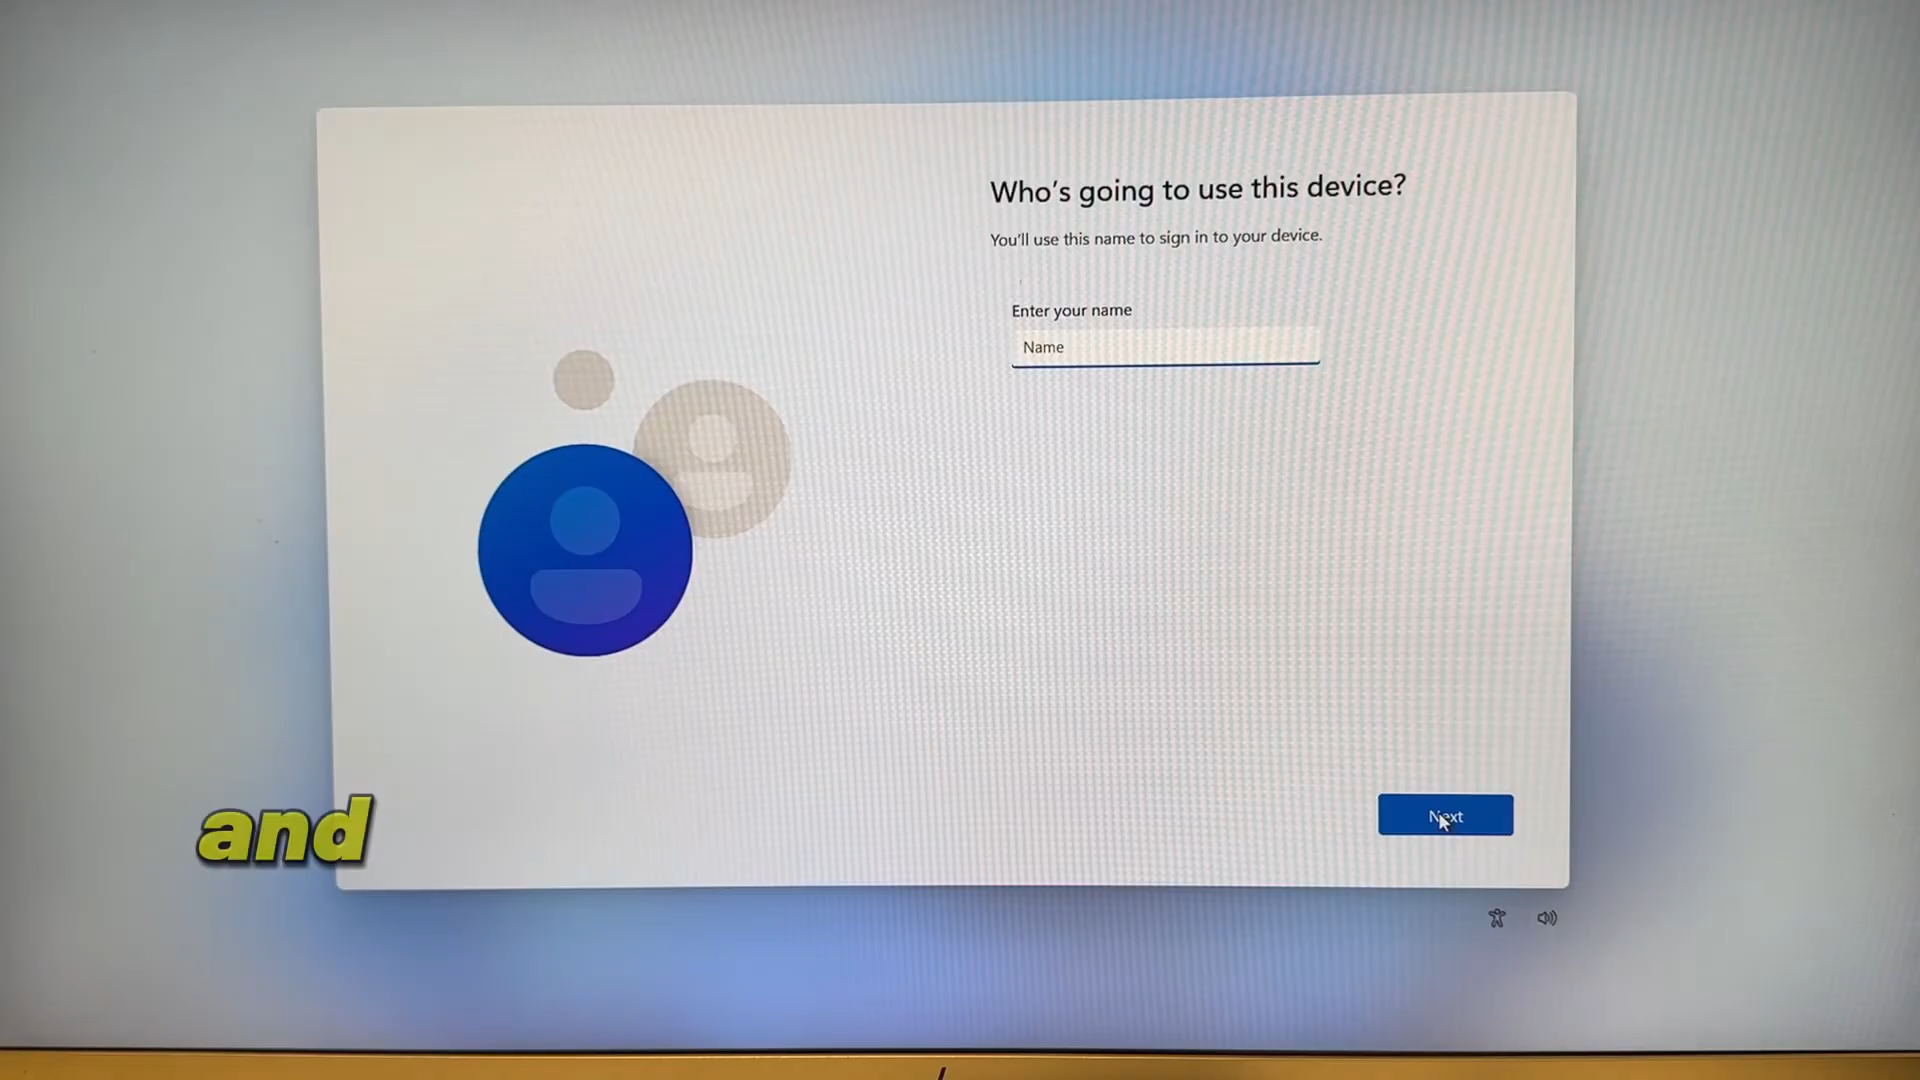 Who's going to use this device?
You'll use this name to sign in to your device.
Enter your name
Name
Next
and